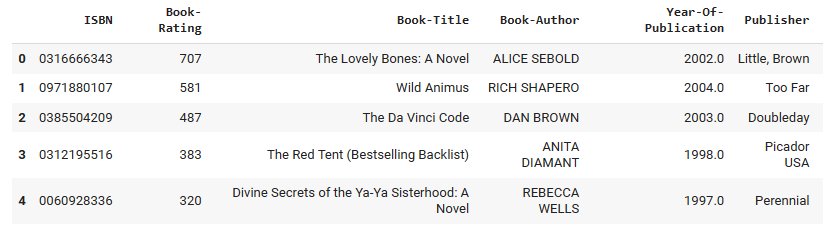 ISBN Book-Rating Book-Title Book-Author Year-Of-Publication Publisher
0 0316666343 707 The Lovely Bones: A Novel ALICE SEBOLD 2002.0 Little, Brown
1 0971880107 581 Wild Animus RICH SHAPERO 2004.0 Too Far
2 0385504209 487 The Da Vinci Code DAN BROWN 2003.0 Doubleday
3 0312195516 383 The Red Tent (Bestselling Backlist) ANITA DIAMANT 1998.0 Picador USA
4 0060928336 320 Divine Secrets of the Ya-Ya Sisterhood: A Novel REBECCA WELLS 1997.0 Perennial